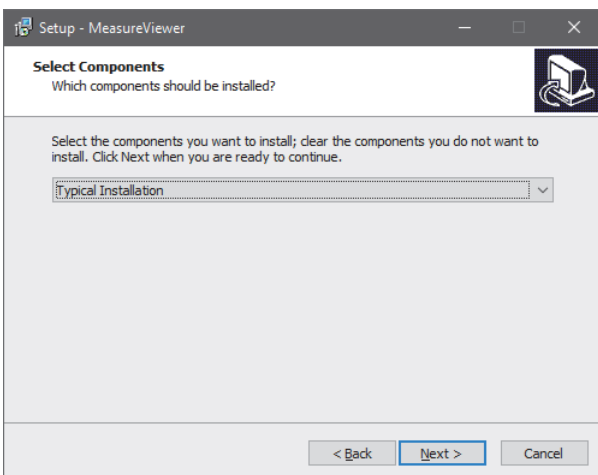 Setup - MeasureViewer
Select Components
Which components should be installed?
Select the components you want to install; clear the components you do not want to
install. Click Next when you are ready to continue.
Typical Installation
< Back
Next >
Cancel